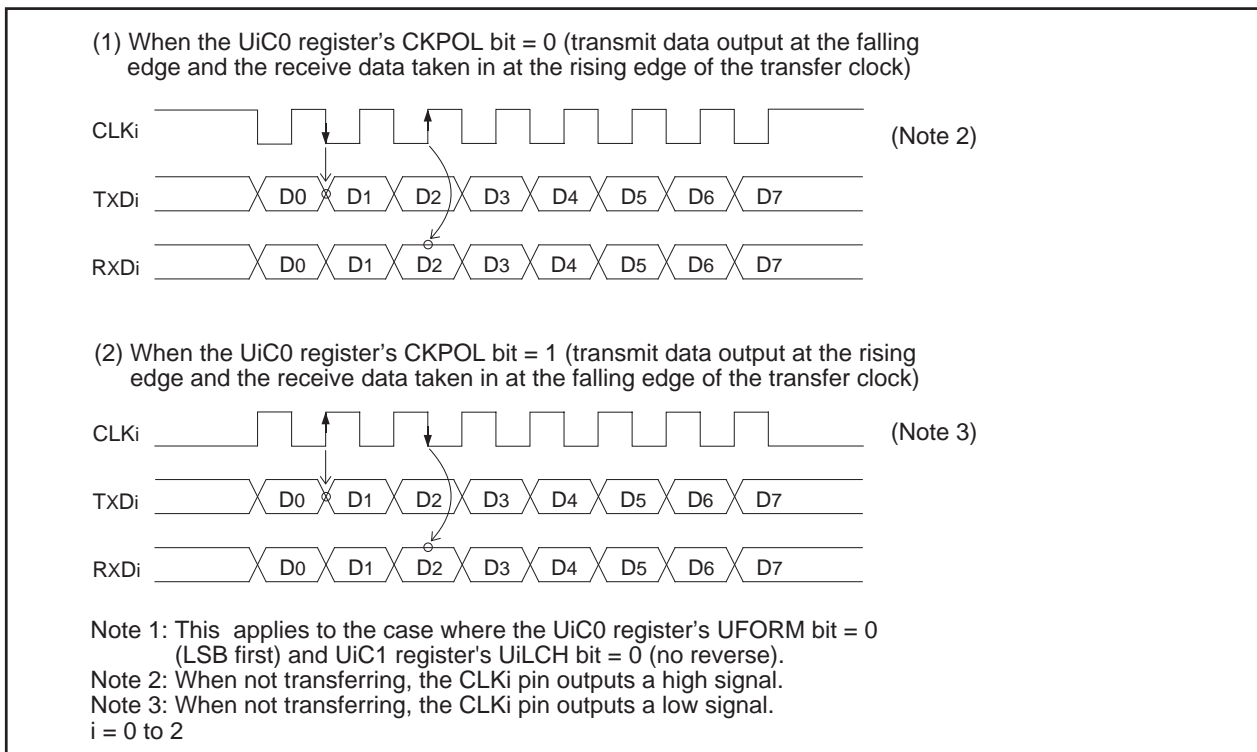 (1) When the UiC0 register's CKPOL bit = 0 (transmit data output at the falling
edge and the receive data taken in at the rising edge of the transfer clock)
CLKi
(Note 2)
TXDi D0 D1 D2 D3 D4 D5 D6 D7
RXDi D0 D1 D2 D3 D4 D5 D6 D7
(2) When the UiC0 register's CKPOL bit = 1 (transmit data output at the rising
edge and the receive data taken in at the falling edge of the transfer clock)
CLKi
(Note 3)
TXDi D0 D1 D2 D3 D4 D5 D6 D7
RXDi D0 D1 D2 D3 D4 D5 D6 D7
Note 1: This applies to the case where the UiC0 register's UFORM bit = 0
(LSB first) and UiC1 register's UiLCH bit = 0 (no reverse).
Note 2: When not transferring, the CLKi pin outputs a high signal.
Note 3: When not transferring, the CLKi pin outputs a low signal.
i = 0 to 2